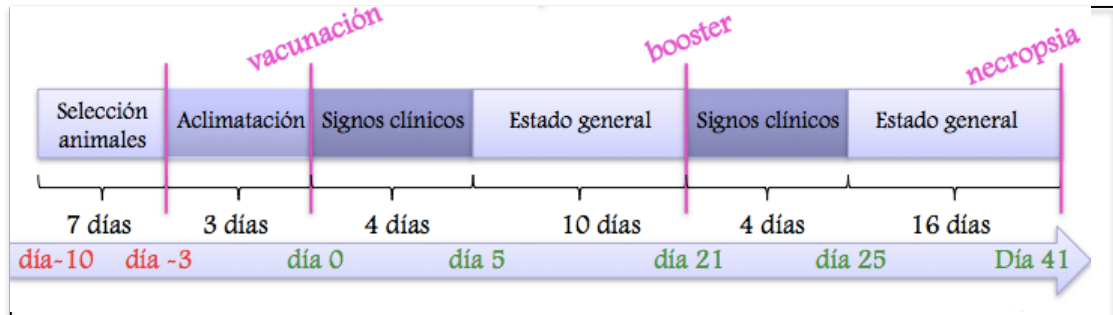 vacunación
booster
necropsia
Selección
animales
Aclimatación
Signos clínicos
Estado general
Signos clínicos
Estado general
7 días
3 días
4 días
10 días
4 días
16 días
día-10
día -3
día 0
día 5
día 21
día 25
Día 41